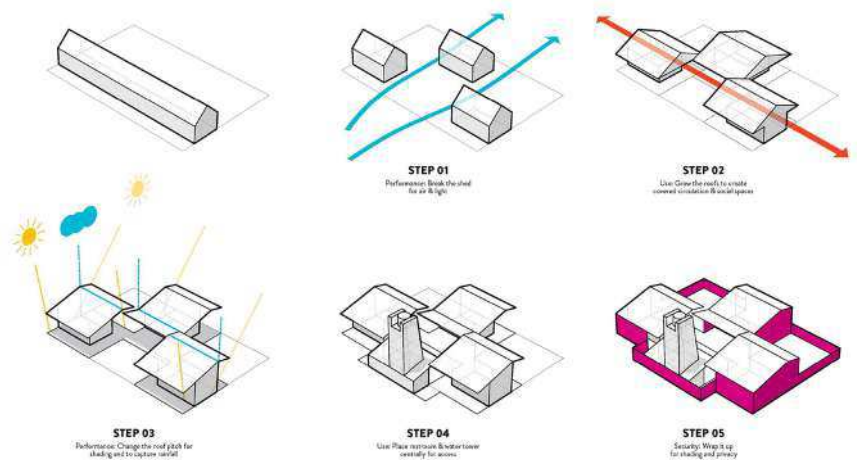 STEP 01
Performance: Break the shed
for air & light
STEP 02
Use: Grow the roofs to create
covered circulation & social spaces
STEP 03
Performance: Change the roof pitch for
shading and to capture rainfall
STEP 04
Use: Place restrooms & water tower
centrally for access
STEP 05
Security: Wrap it up
for shading and privacy